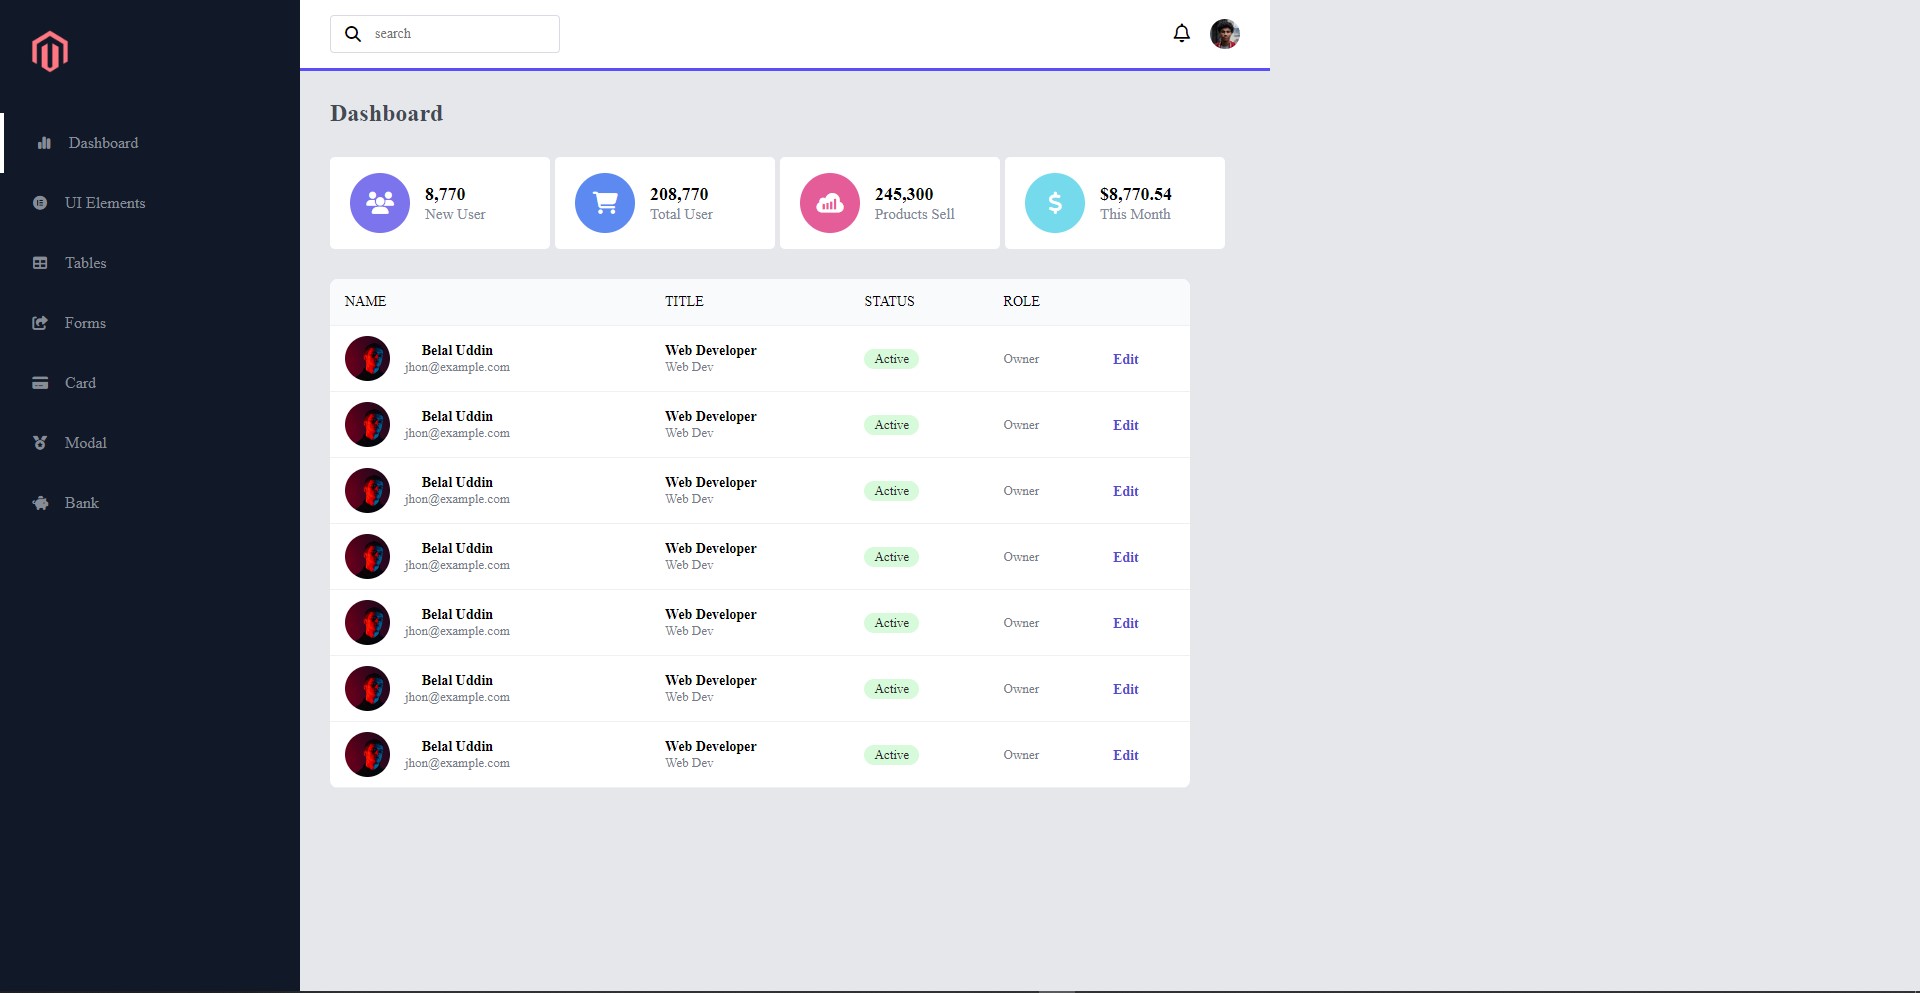 search
Dashboard
UI Elements
Tables
Forms
Card
Modal
Bank
Dashboard
8,770
New User
208,770
Total User
245,300
Products Sell
$8,770.54
This Month
NAME TITLE STATUS ROLE
Belal Uddin Web Developer
jhon@example.com Web Dev Active Owner Edit
Belal Uddin Web Developer
jhon@example.com Web Dev Active Owner Edit
Belal Uddin Web Developer
jhon@example.com Web Dev Active Owner Edit
Belal Uddin Web Developer
jhon@example.com Web Dev Active Owner Edit
Belal Uddin Web Developer
jhon@example.com Web Dev Active Owner Edit
Belal Uddin Web Developer
jhon@example.com Web Dev Active Owner Edit
Belal Uddin Web Developer
jhon@example.com Web Dev Active Owner Edit